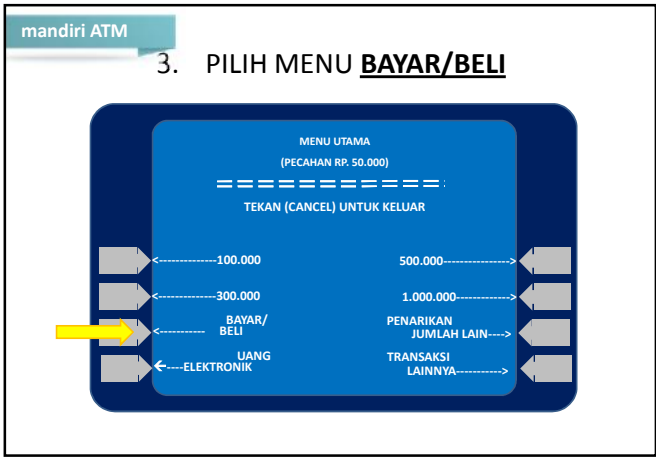 mandiri ATM
3. PILIH MENU BAYAR/BELI
MENU UTAMA
(PECAHAN RP. 50.000)
=============
TEKAN (CANCEL) UNTUK KELUAR
<--------------100.000
500.000---------------->
<--------------300.000
1.000.000------------->
BAYAR/
<----------- BELI
PENARIKAN
JUMLAH LAIN---->
UANG
←----ELEKTRONIK
TRANSAKSI
LAINNYA----------->